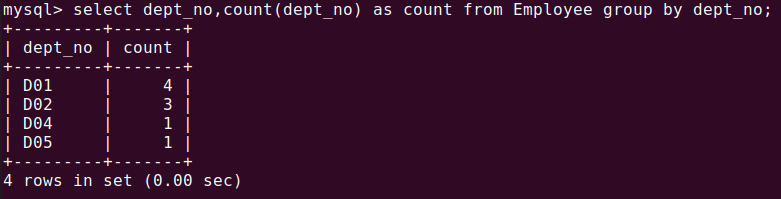 mysql> select dept_no,count(dept_no) as count from Employee group by dept_no;
+---------+-------+
| dept_no | count |
+---------+-------+
| D01     |     4 |
| D02     |     3 |
| D04     |     1 |
| D05     |     1 |
+---------+-------+
4 rows in set (0.00 sec)